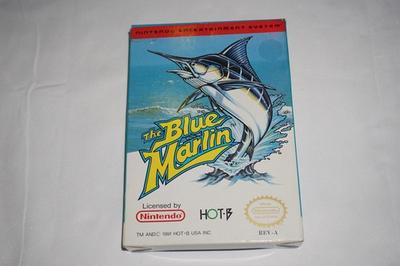 NINTENDO ENTERTAINMENT SYSTEM
The
Blue
Marlin
Licensed by
Nintendo
HOT·B
TM AND © 1991 HOT-B USA INC.
REV-A